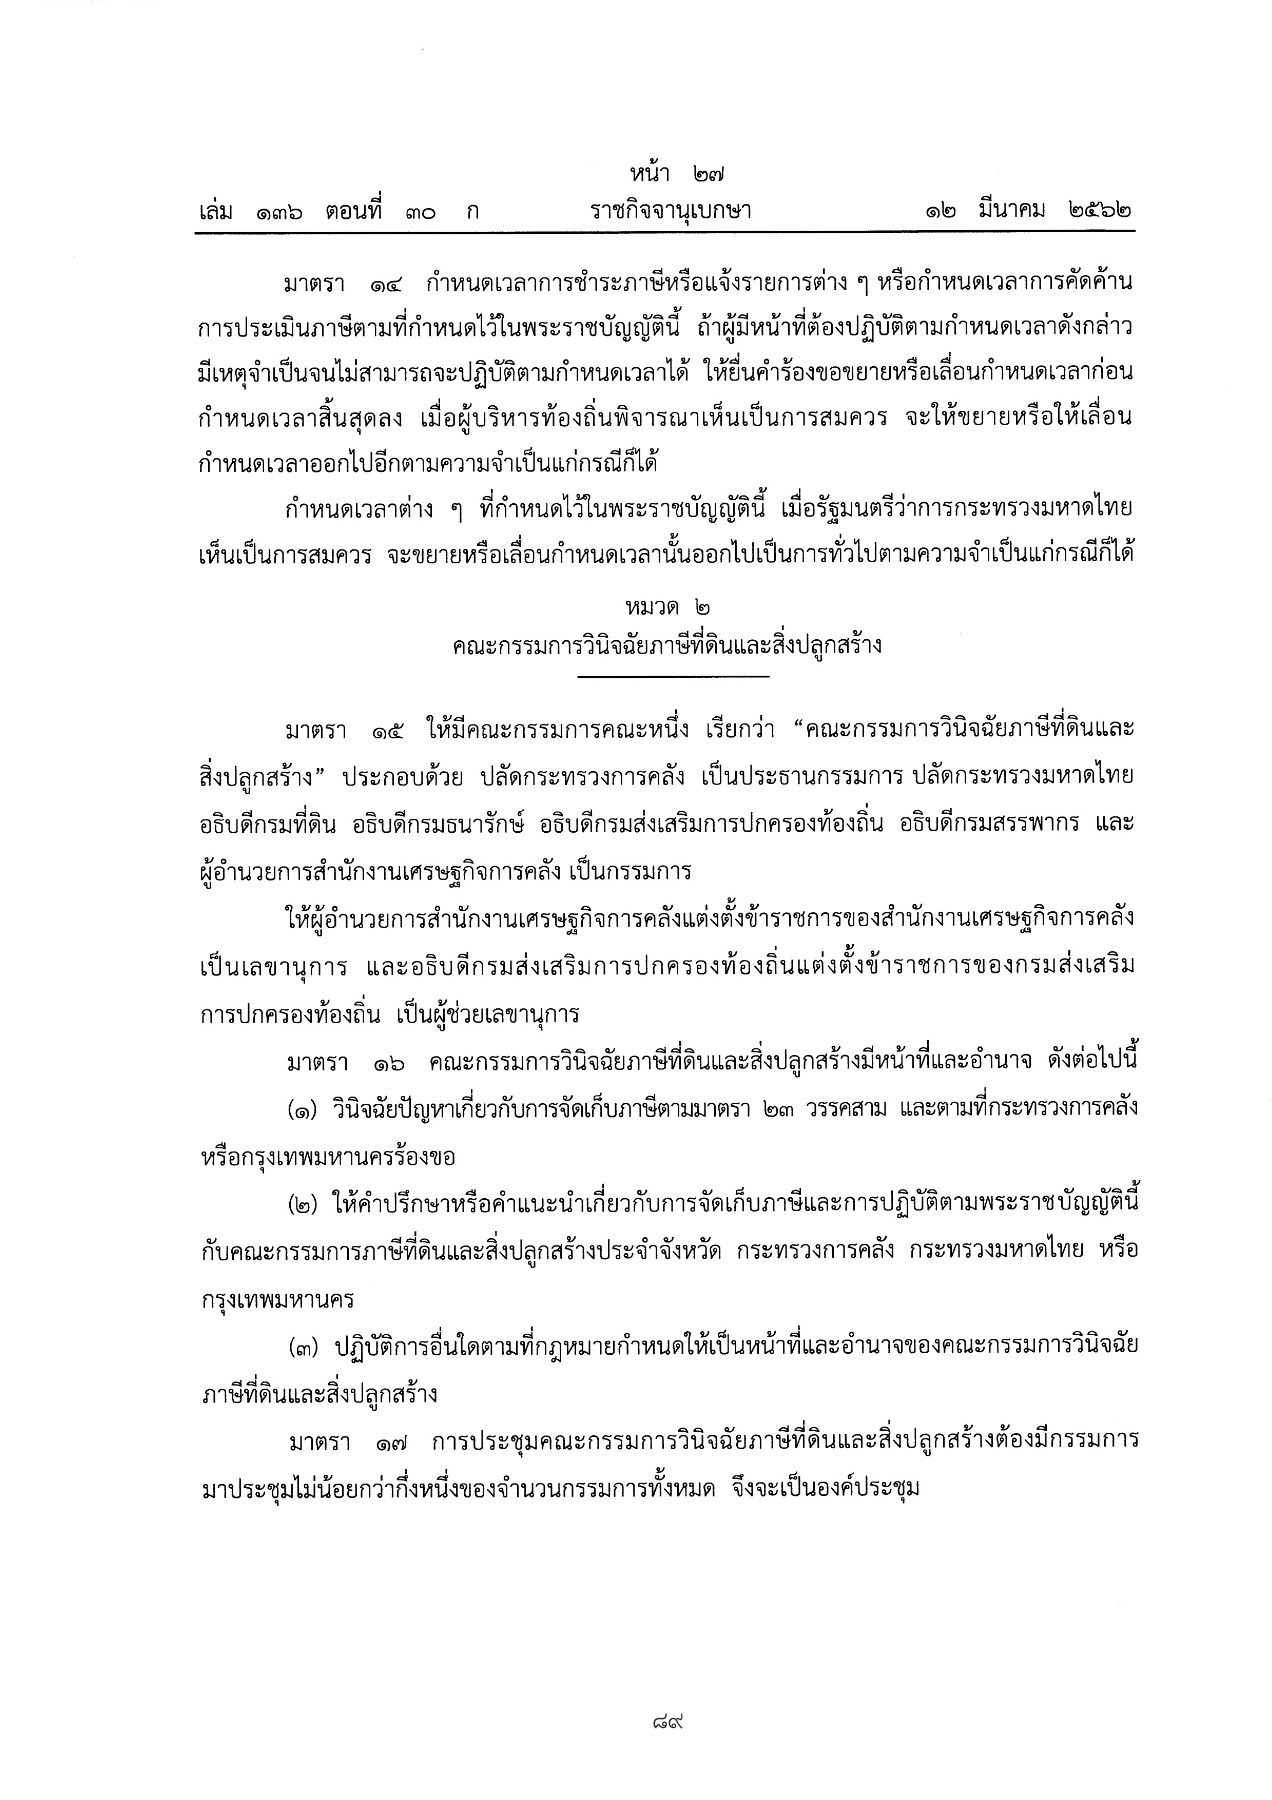 หน้า ๒๗
เล่ม ๑๓๖ ตอนที่ ๓๐ ก ราชกิจจานุเบกษา ๑๒ มีนาคม ๒๕๖๒
มาตรา ๑๔ กำหนดเวลาการชำระภาษีหรือแจ้งรายการต่าง ๆ หรือกำหนดเวลาการคัดค้าน
การประเมินภาษีตามที่กำหนดไว้ในพระราชบัญญัตินี้ ถ้าผู้มีหน้าที่ต้องปฏิบัติตามกำหนดเวลาดังกล่าว
มีเหตุจำเป็นจนไม่สามารถจะปฏิบัติตามกำหนดเวลาได้ ให้ยื่นคำร้องขอขยายหรือเลื่อนกำหนดเวลาก่อน
กำหนดเวลาสิ้นสุดลง เมื่อผู้บริหารท้องถิ่นพิจารณาเห็นเป็นการสมควร จะให้ขยายหรือให้เลื่อน
กำหนดเวลาออกไปอีกตามความจำเป็นแก่กรณีก็ได้
กำหนดเวลาต่าง ๆ ที่กำหนดไว้ในพระราชบัญญัตินี้ เมื่อรัฐมนตรีว่าการกระทรวงมหาดไทย
เห็นเป็นการสมควร จะขยายหรือเลื่อนกำหนดเวลานั้นออกไปเป็นการทั่วไปตามความจำเป็นแก่กรณีก็ได้
หมวด ๒
คณะกรรมการวินิจฉัยภาษีที่ดินและสิ่งปลูกสร้าง
มาตรา ๑๕ ให้มีคณะกรรมการคณะหนึ่ง เรียกว่า “คณะกรรมการวินิจฉัยภาษีที่ดินและ
สิ่งปลูกสร้าง” ประกอบด้วย ปลัดกระทรวงการคลัง เป็นประธานกรรมการ ปลัดกระทรวงมหาดไทย
อธิบดีกรมที่ดิน อธิบดีกรมธนารักษ์ อธิบดีกรมส่งเสริมการปกครองท้องถิ่น อธิบดีกรมสรรพากร และ
ผู้อำนวยการสำนักงานเศรษฐกิจการคลัง เป็นกรรมการ
ให้ผู้อำนวยการสำนักงานเศรษฐกิจการคลังแต่งตั้งข้าราชการของสำนักงานเศรษฐกิจการคลัง
เป็นเลขานุการ และอธิบดีกรมส่งเสริมการปกครองท้องถิ่นแต่งตั้งข้าราชการของกรมส่งเสริม
การปกครองท้องถิ่น เป็นผู้ช่วยเลขานุการ
มาตรา ๑๖ คณะกรรมการวินิจฉัยภาษีที่ดินและสิ่งปลูกสร้างมีหน้าที่และอำนาจ ดังต่อไปนี้
(๑) วินิจฉัยปัญหาเกี่ยวกับการจัดเก็บภาษีตามมาตรา ๒๓ วรรคสาม และตามที่กระทรวงการคลัง
หรือกรุงเทพมหานครร้องขอ
(๒) ให้คำปรึกษาหรือคำแนะนำเกี่ยวกับการจัดเก็บภาษีและการปฏิบัติตามพระราชบัญญัตินี้
กับคณะกรรมการภาษีที่ดินและสิ่งปลูกสร้างประจำจังหวัด กระทรวงการคลัง กระทรวงมหาดไทย หรือ
กรุงเทพมหานคร
(๓) ปฏิบัติการอื่นใดตามที่กฎหมายกำหนดให้เป็นหน้าที่และอำนาจของคณะกรรมการวินิจฉัย
ภาษีที่ดินและสิ่งปลูกสร้าง
มาตรา ๑๗ การประชุมคณะกรรมการวินิจฉัยภาษีที่ดินและสิ่งปลูกสร้างต้องมีกรรมการ
มาประชุมไม่น้อยกว่ากึ่งหนึ่งของจำนวนกรรมการทั้งหมด จึงจะเป็นองค์ประชุม
๘๙